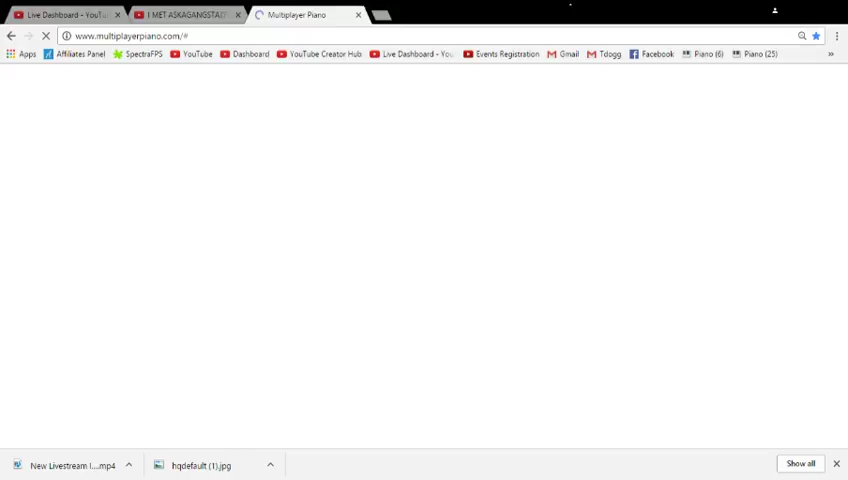 Live Dashboard - YouTu
I MET ASKAGANGSTA
Multiplayer Piano
www.multiplayerpiano.com/#
Apps Affiliates Panel SpectraFPS YouTube Dashboard YouTube Creator Hub Live Dashboard - You Events Registration Gmail Tdogg Facebook Piano (6) Piano (25) »
New Livestream I....mp4 hqdefault (1).jpg Show all